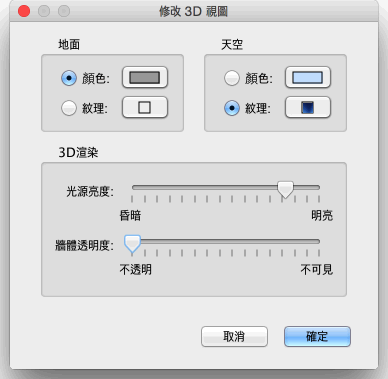 修改 3D 視圖
地面
天空
顏色:
顏色:
紋理:
紋理:
3D渲染
光源亮度:
昏暗
明亮
牆體透明度:
不透明
不可見
取消
確定